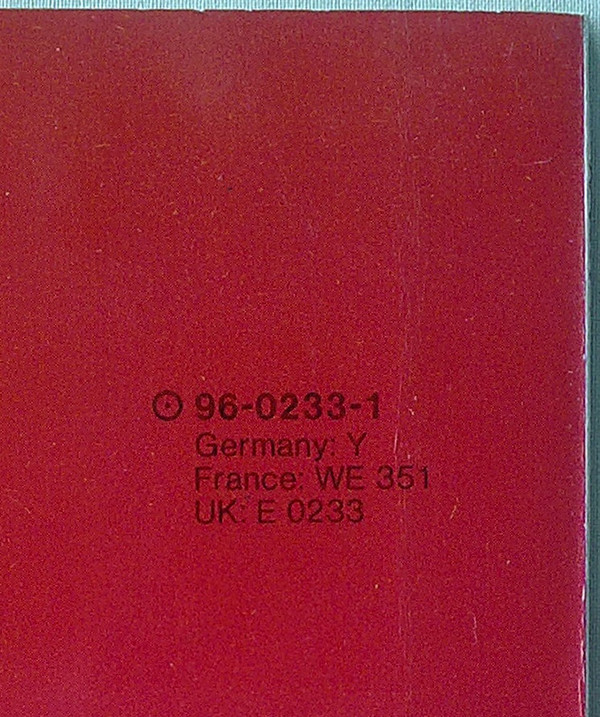 ⊙ 96-0233-1
Germany: Y
France: WE 351
UK: E 0233